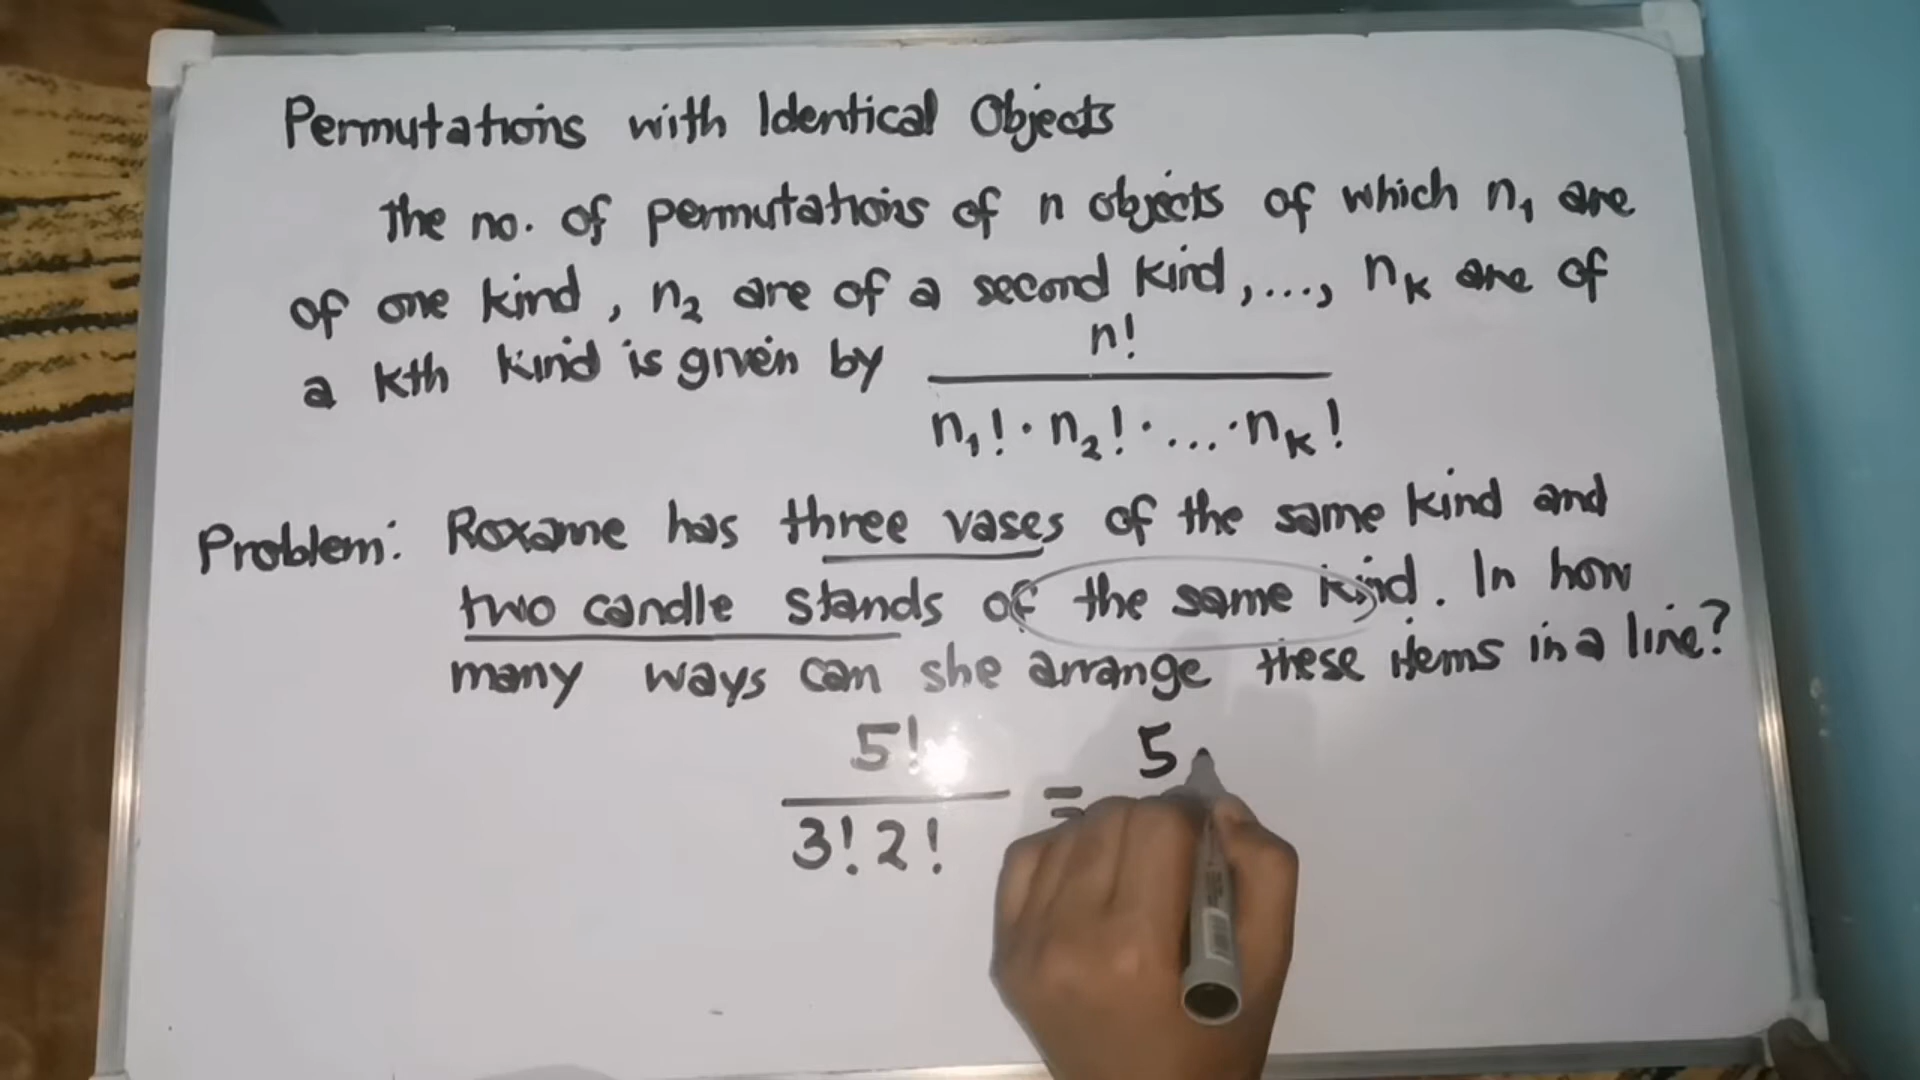 Permutations with Identical Objects
The no. of permutations of n objects of which n₁ are
of one kind, n₂ are of a second kind,..., nₖ are of
a kth kind is given by n! / n₁!·n₂!·...·nₖ!
Problem: Roxame has three vases of the same kind and
two candle stands of the same kind. In how
many ways can she arrange these items in a line?
5! / 3!2! = 5